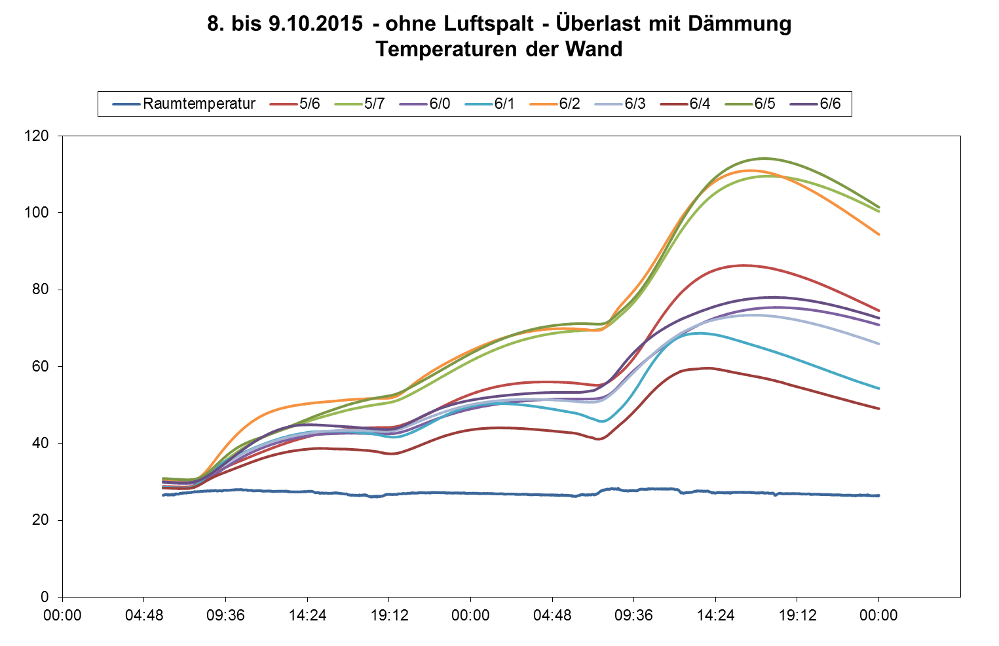 8. bis 9.10.2015 - ohne Luftspalt - Überlast mit Dämmung
Temperaturen der Wand
Raumtemperatur 5/6 5/7 6/0 6/1 6/2 6/3 6/4 6/5 6/6
120
100
80
60
40
20
0
00:00 04:48 09:36 14:24 19:12 00:00 04:48 09:36 14:24 19:12 00:00